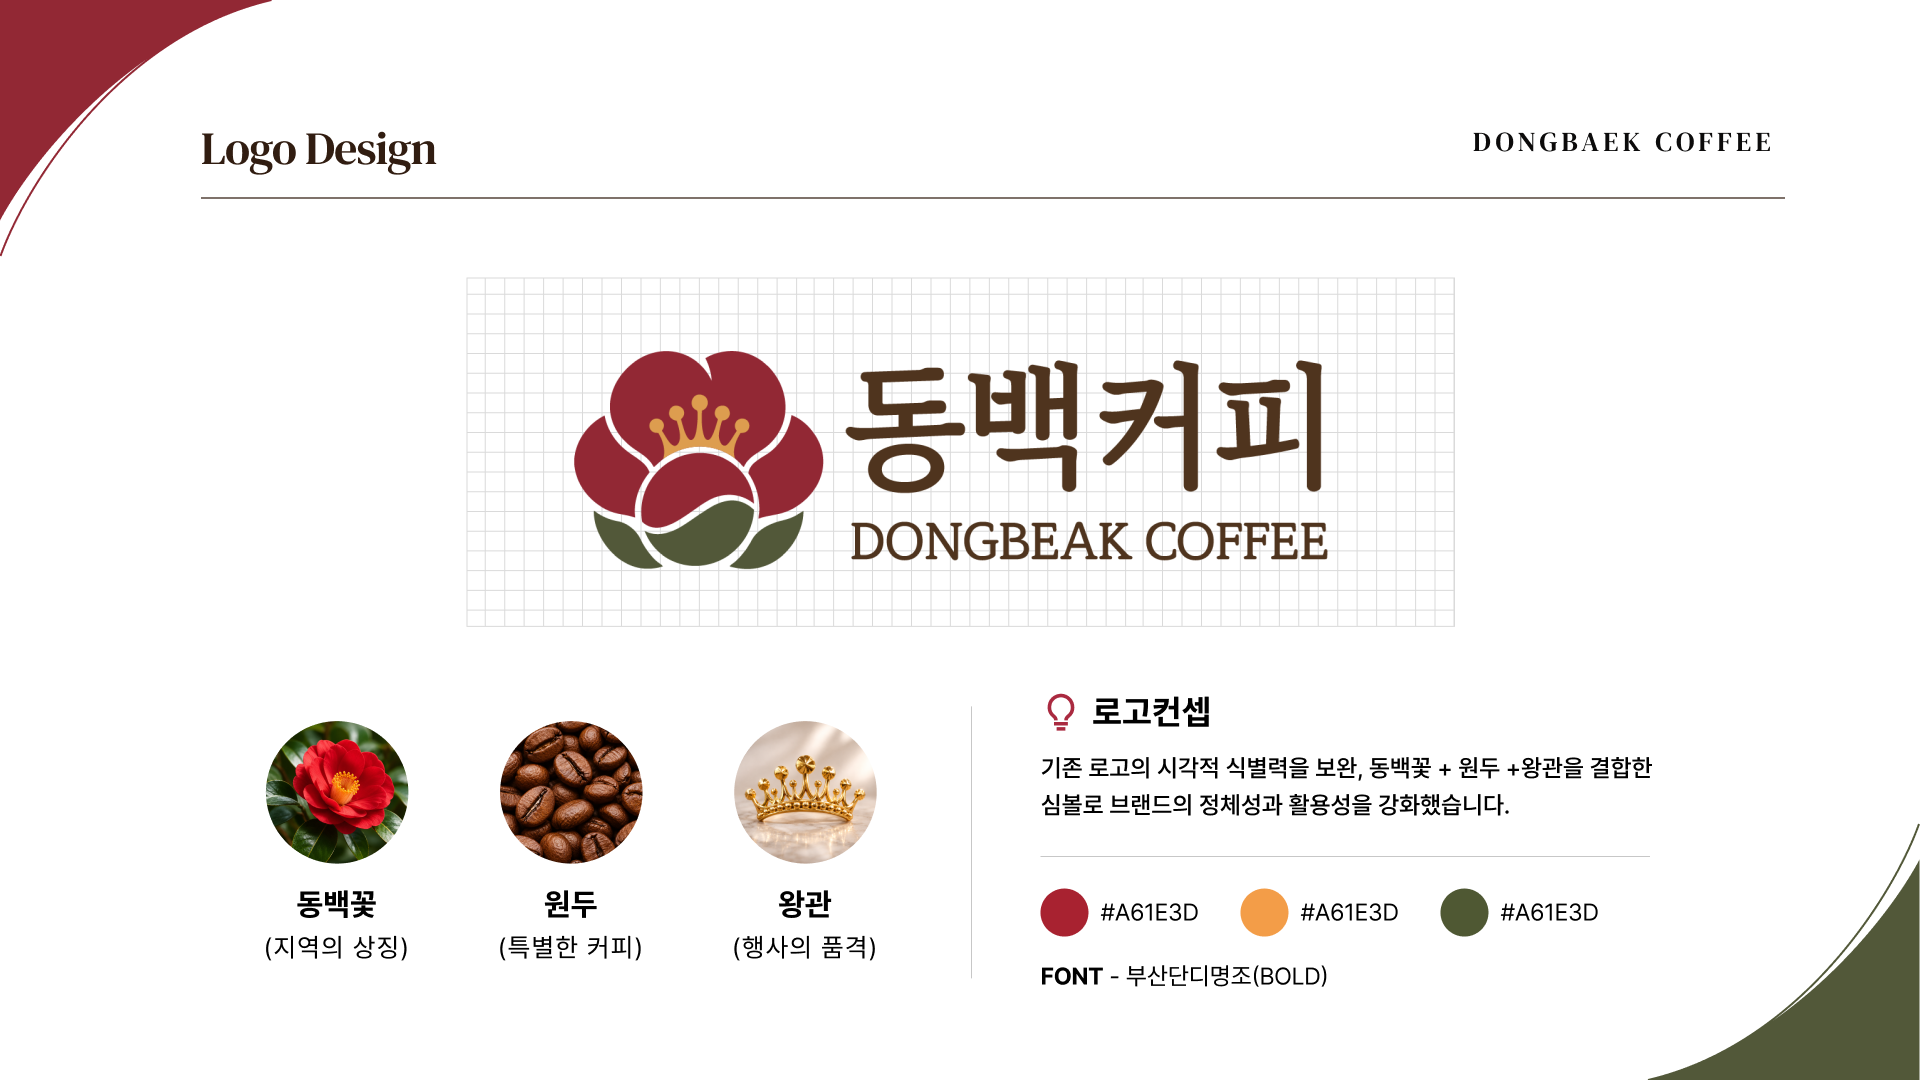 Logo Design
DONGBAEK COFFEE
동백커피
DONGBEAK COFFEE
동백꽃
(지역의 상징)
원두
(특별한 커피)
왕관
(행사의 품격)
로고컨셉
기존 로고의 시각적 식별력을 보완, 동백꽃 + 원두 +왕관을 결합한
심볼로 브랜드의 정체성과 활용성을 강화했습니다.
#A61E3D
#A61E3D
#A61E3D
FONT - 부산단디명조(BOLD)